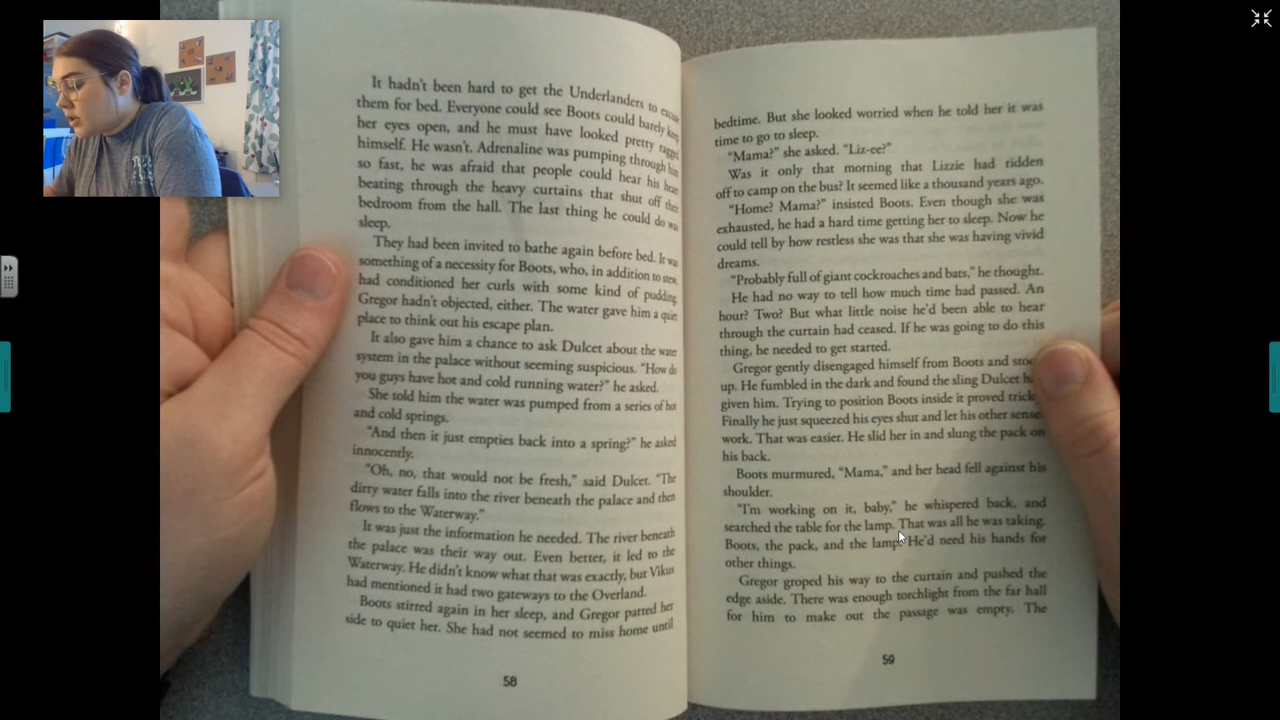 It hadn't been hard to get the Underlanders to excuse
them for bed. Everyone could see Boots could barely keep
her eyes open, and he must have looked pretty ragged
himself. He wasn't. Adrenaline was pumping through him
so fast, he was afraid that people could hear his heart
beating through the heavy curtains that shut off their
bedroom from the hall. The last thing he could do was
sleep.
They had been invited to bathe again before bed. It was
something of a necessity for Boots, who, in addition to stew,
had conditioned her curls with some kind of pudding.
Gregor hadn't objected, either. The water gave him a quiet
place to think out his escape plan.
It also gave him a chance to ask Dulcet about the water
system in the palace without seeming suspicious. "How do
you guys have hot and cold running water?" he asked.
She told him the water was pumped from a series of hot
and cold springs.
"And then it just empties back into a spring?" he asked
innocently.
"Oh, no, that would not be fresh," said Dulcet. "The
dirty water falls into the river beneath the palace and then
flows to the Waterway."
It was just the information he needed. The river beneath
the palace was their way out. Even better, it led to the
Waterway. He didn't know what that was exactly, but Vikus
had mentioned it had two gateways to the Overland.
Boots stirred again in her sleep, and Gregor patted her
side to quiet her. She had not seemed to miss home until
58
bedtime. But she looked worried when he told her it was
time to go to sleep.
"Mama?" she asked. "Liz-ee?"
Was it only that morning that Lizzie had ridden
off to camp on the bus? It seemed like a thousand years ago.
"Home? Mama?" insisted Boots. Even though she was
exhausted, he had a hard time getting her to sleep. Now he
could tell by how restless she was that she was having vivid
dreams.
"Probably full of giant cockroaches and bats," he thought.
He had no way to tell how much time had passed. An
hour? Two? But what little noise he'd been able to hear
through the curtain had ceased. If he was going to do this
thing, he needed to get started.
Gregor gently disengaged himself from Boots and stood
up. He fumbled in the dark and found the sling Dulcet had
given him. Trying to position Boots inside it proved tricky.
Finally he just squeezed his eyes shut and let his other senses
work. That was easier. He slid her in and slung the pack on
his back.
Boots murmured, "Mama," and her head fell against his
shoulder.
"I'm working on it, baby," he whispered back, and
searched the table for the lamp. That was all he was taking.
Boots, the pack, and the lamp. He'd need his hands for
other things.
Gregor groped his way to the curtain and pushed the
edge aside. There was enough torchlight from the far hall
for him to make out the passage was empty. The
59